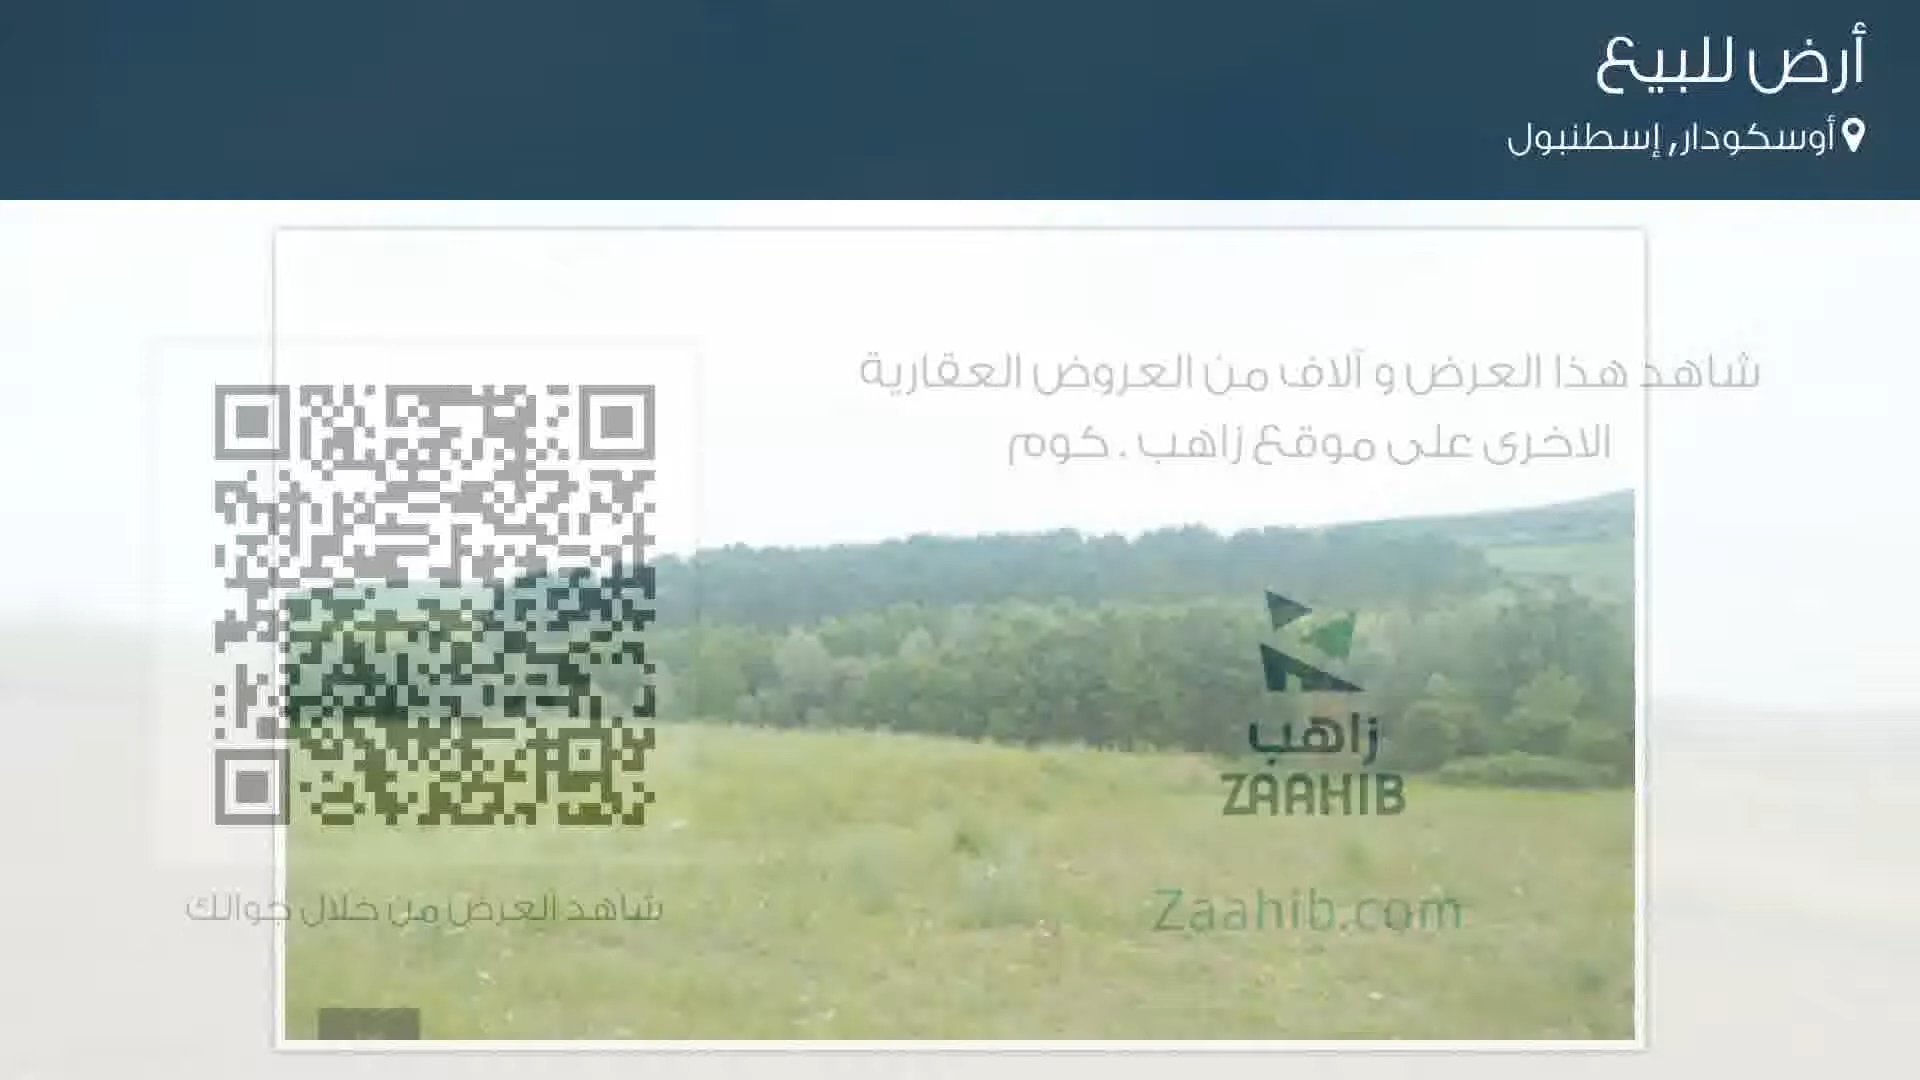 أرض للبيع
أوسكودار, إسطنبول
شاهد هذا العرض و آلاف من العروض العقارية
الاخرى على موقع زاهب . كوم
زاهب
ZAAHIB
Zaahib.com
شاهد العرض من خلال جوالك